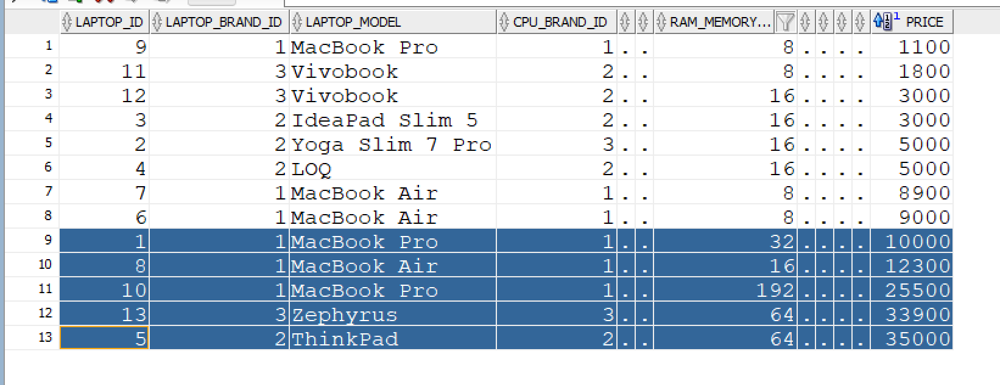 LAPTOP_ID LAPTOP_BRAND_ID LAPTOP_MODEL CPU_BRAND_ID RAM_MEMORY... 1 PRICE
1 9 1 MacBook Pro 1 . . 8 . . . . 1100
2 11 3 Vivobook 2 . . 8 . . . . 1800
3 12 3 Vivobook 2 . . 16 . . . . 3000
4 3 2 IdeaPad Slim 5 2 . . 16 . . . . 3000
5 2 2 Yoga Slim 7 Pro 3 . . 16 . . . . 5000
6 4 2 LOQ 2 . . 16 . . . . 5000
7 7 1 MacBook Air 1 . . 8 . . . . 8900
8 6 1 MacBook Air 1 . . 8 . . . . 9000
9 1 1 MacBook Pro 1 . . 32 . . . . 10000
10 8 1 MacBook Air 1 . . 16 . . . . 12300
11 10 1 MacBook Pro 1 . . 192 . . . . 25500
12 13 3 Zephyrus 3 . . 64 . . . . 33900
13 5 2 ThinkPad 2 . . 64 . . . . 35000